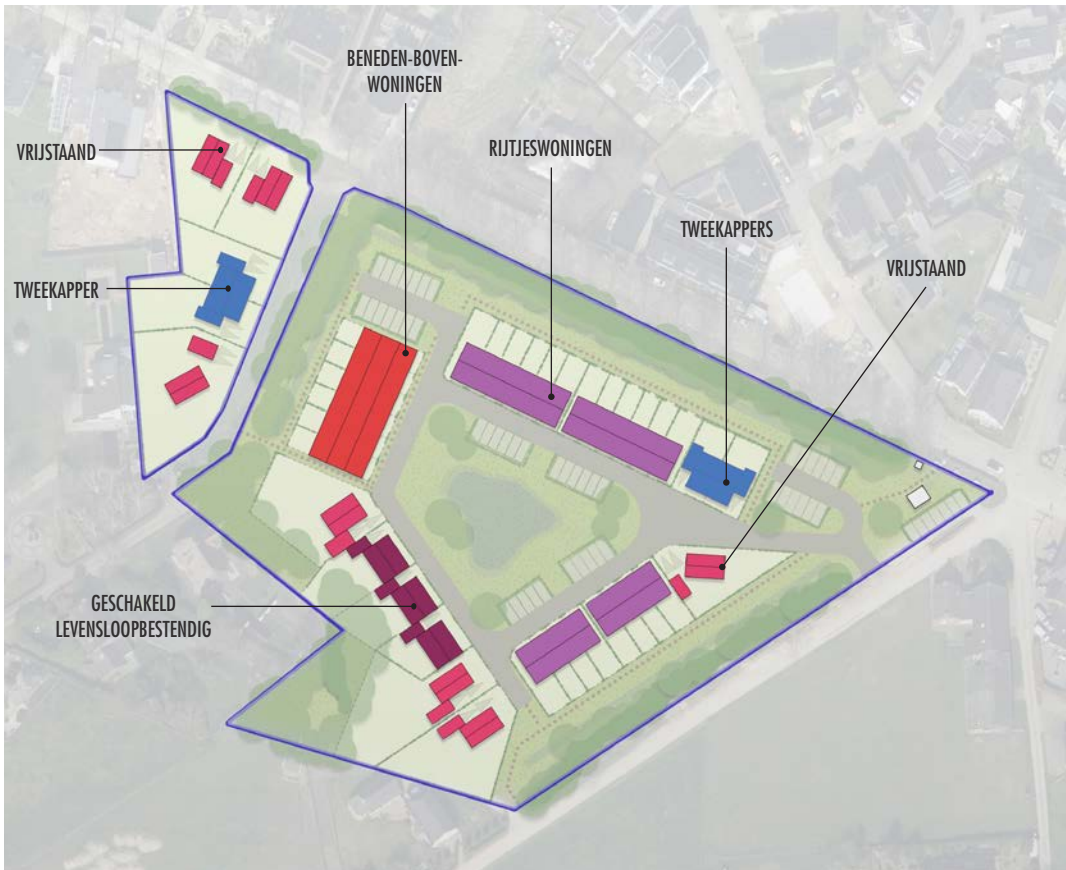 BENEDEN-BOVEN-
WONINGEN
VRIJSTAAND
RIJTJESWONINGEN
TWEEKAPPERS
VRIJSTAAND
TWEEKAPPER
GESCHAKELD
LEVENSLOOPBESTENDIG